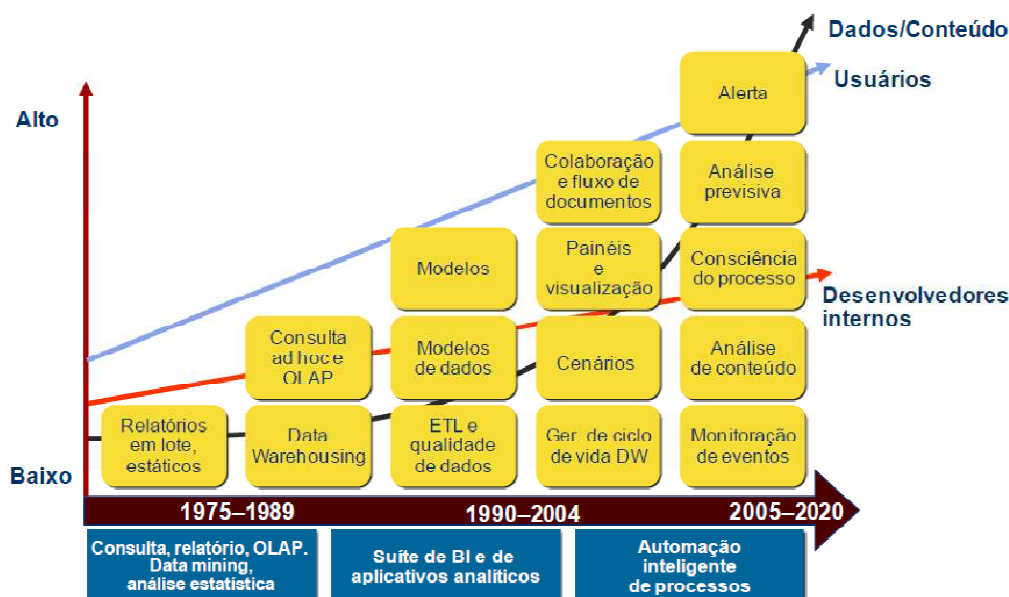 Dados/Conteúdo
Usuários
Alto
Alerta
Colaboração
e fluxo de
documentos
Análise
previsiva
Modelos
Painéis
e
visualização
Consciência
do processo
Desenvolvedores
internos
Consulta
ad hoc e
OLAP
Modelos
de dados
Cenários
Análise
de conteúdo
Relatórios
em lote,
estáticos
Data
Warehousing
ETL e
qualidade
de dados
Ger. de ciclo
de vida DW
Monitoração
de eventos
Baixo
1975–1989
1990–2004
2005–2020
Consulta, relatório, OLAP.
Data mining,
análise estatística
Suíte de BI e de
aplicativos analíticos
Automação
inteligente
de processos